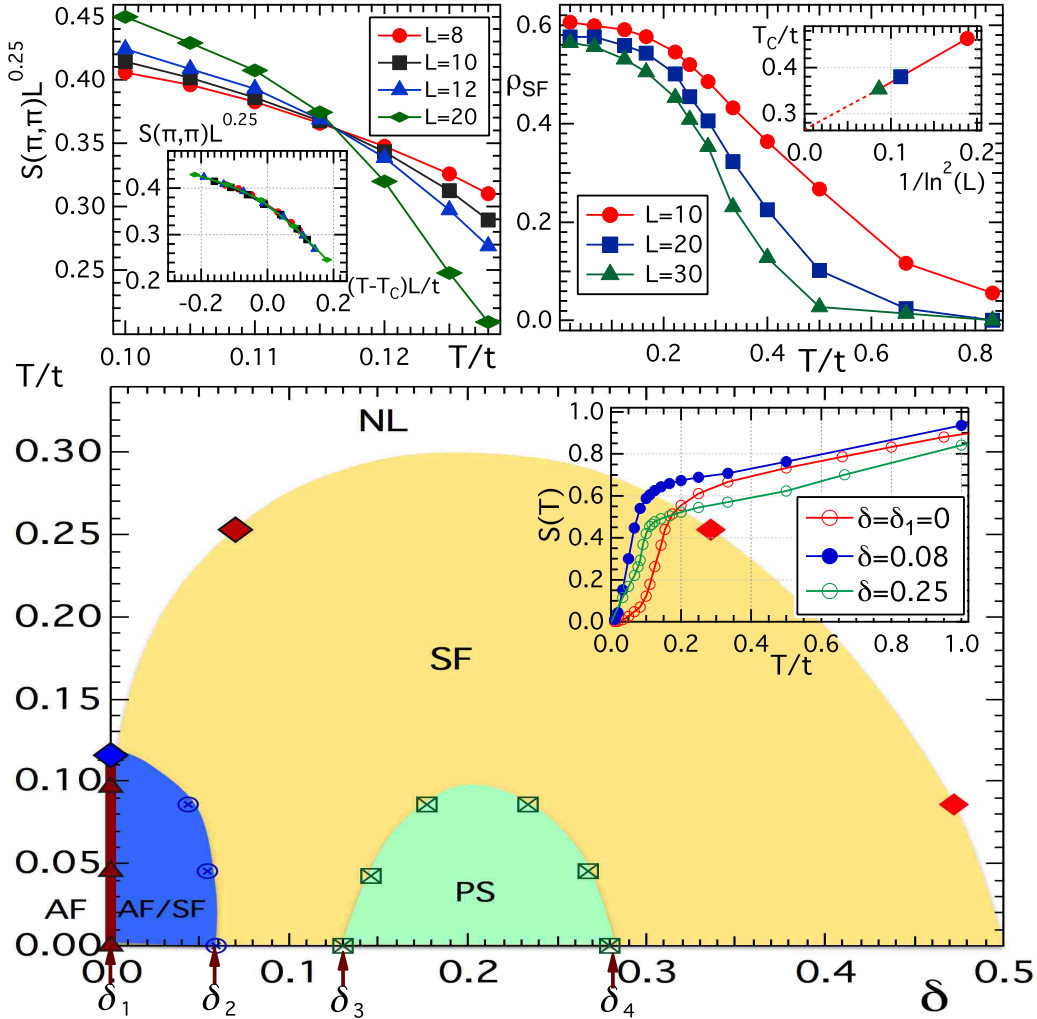 S(π,π)L^0.25
0.45
0.40
0.35
0.30
0.25
L=8
L=10
L=12
L=20
S(π,π)L^0.25
0.4
0.3
0.2
-0.2 0.0 0.2
(T-T_C)L/t
0.10 0.11 0.12 T/t
0.6
ρ_SF
0.2
0.0
L=10
L=20
L=30
T_C/t
0.4
0.3
0.0 0.1 0.2
1/ln²(L)
0.2 0.4 T/t 0.6 0.8
T/t
0.30
0.25
0.20
0.15
0.10
0.05
0.00
NL
SF
AF
AF/SF
PS
S(T)
1.0
0.8
0.6
0.4
0.2
0.0
δ=δ₁=0
δ=0.08
δ=0.25
0.0 0.2 0.4 T/t 0.6 0.8 1.0
0.0 0.1 0.2 0.3 0.4 δ 0.5
δ₁ δ₂ δ₃ δ₄